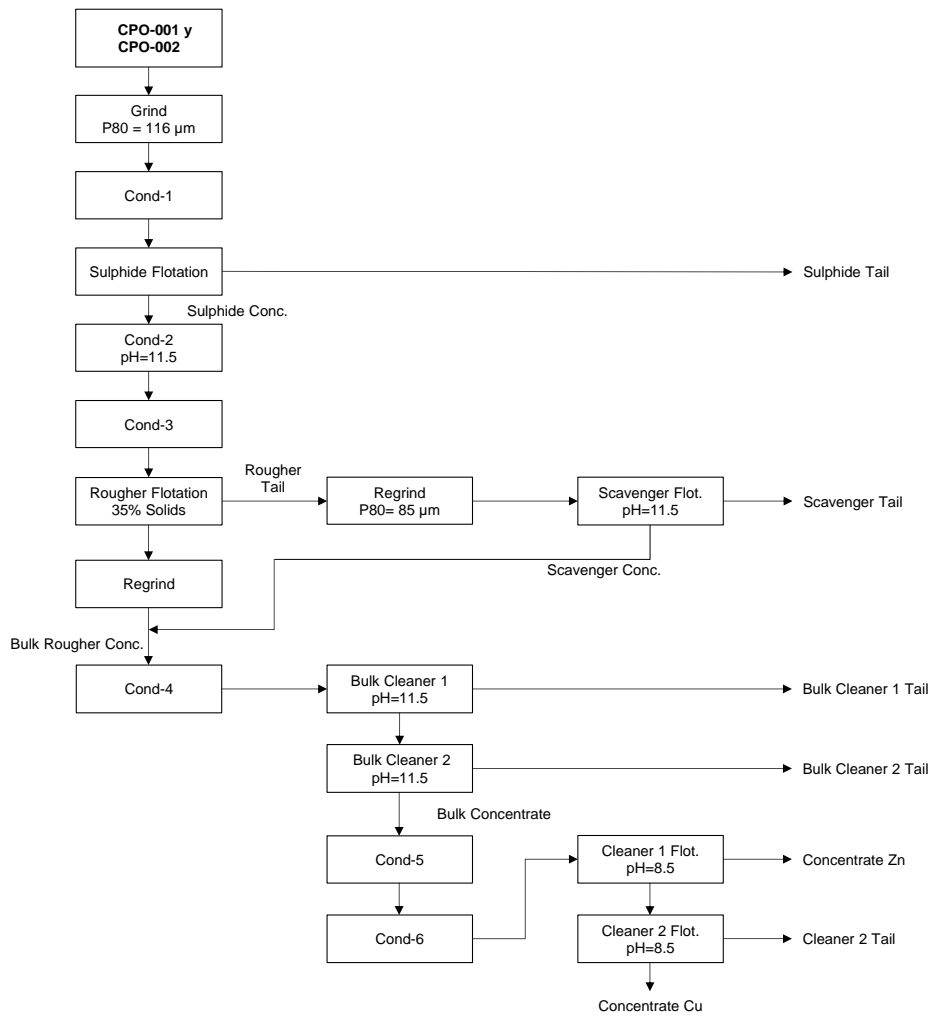 CPO-001 y
CPO-002
Grind
P80 = 116 µm
Cond-1
Sulphide Flotation
Sulphide Tail
Sulphide Conc.
Cond-2
pH=11.5
Cond-3
Rougher Flotation
35% Solids
Rougher
Tail
Regrind
P80= 85 µm
Scavenger Flot.
pH=11.5
Scavenger Tail
Scavenger Conc.
Regrind
Bulk Rougher Conc.
Cond-4
Bulk Cleaner 1
pH=11.5
Bulk Cleaner 1 Tail
Bulk Cleaner 2
pH=11.5
Bulk Cleaner 2 Tail
Bulk Concentrate
Cond-5
Cleaner 1 Flot.
pH=8.5
Concentrate Zn
Cond-6
Cleaner 2 Flot.
pH=8.5
Cleaner 2 Tail
Concentrate Cu